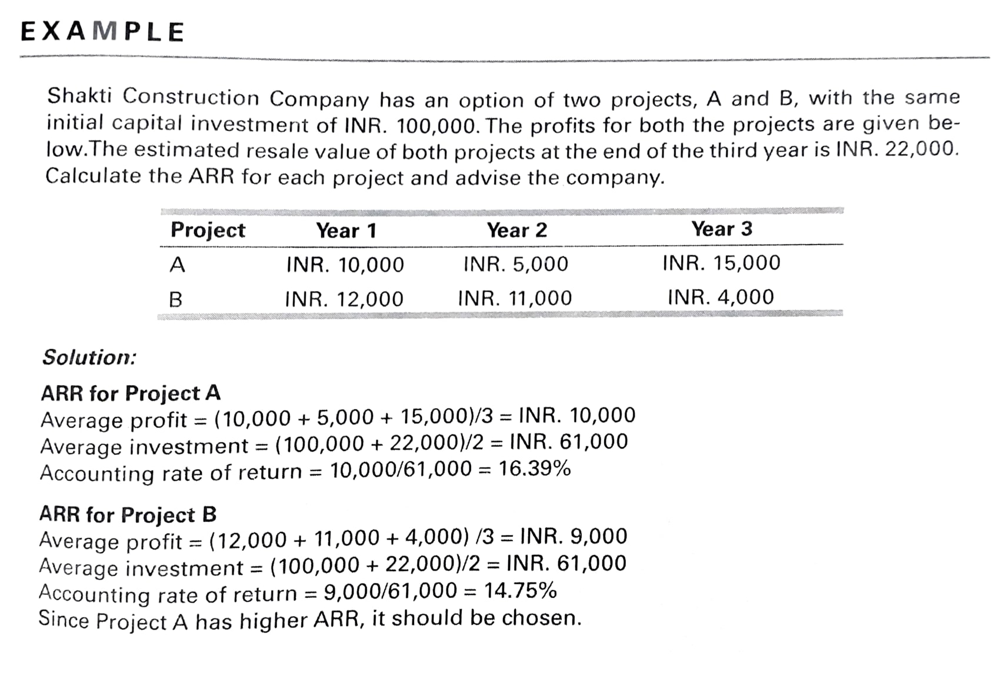 EXAMPLE
Shakti Construction Company has an option of two projects, A and B, with the same
initial capital investment of INR. 100,000. The profits for both the projects are given be-
low.The estimated resale value of both projects at the end of the third year is INR. 22,000.
Calculate the ARR for each project and advise the company.
Project Year 1 Year 2 Year 3
A INR. 10,000 INR. 5,000 INR. 15,000
B INR. 12,000 INR. 11,000 INR. 4,000
Solution:
ARR for Project A
Average profit = (10,000 + 5,000 + 15,000)/3 = INR. 10,000
Average investment = (100,000 + 22,000)/2 = INR. 61,000
Accounting rate of return = 10,000/61,000 = 16.39%
ARR for Project B
Average profit = (12,000 + 11,000 + 4,000) /3 = INR. 9,000
Average investment = (100,000 + 22,000)/2 = INR. 61,000
Accounting rate of return = 9,000/61,000 = 14.75%
Since Project A has higher ARR, it should be chosen.